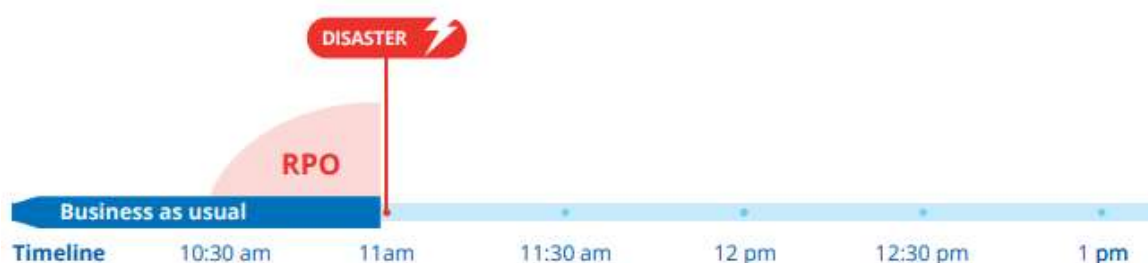 DISASTER
RPO
Business as usual
Timeline 10:30 am 11am 11:30 am 12 pm 12:30 pm 1 pm